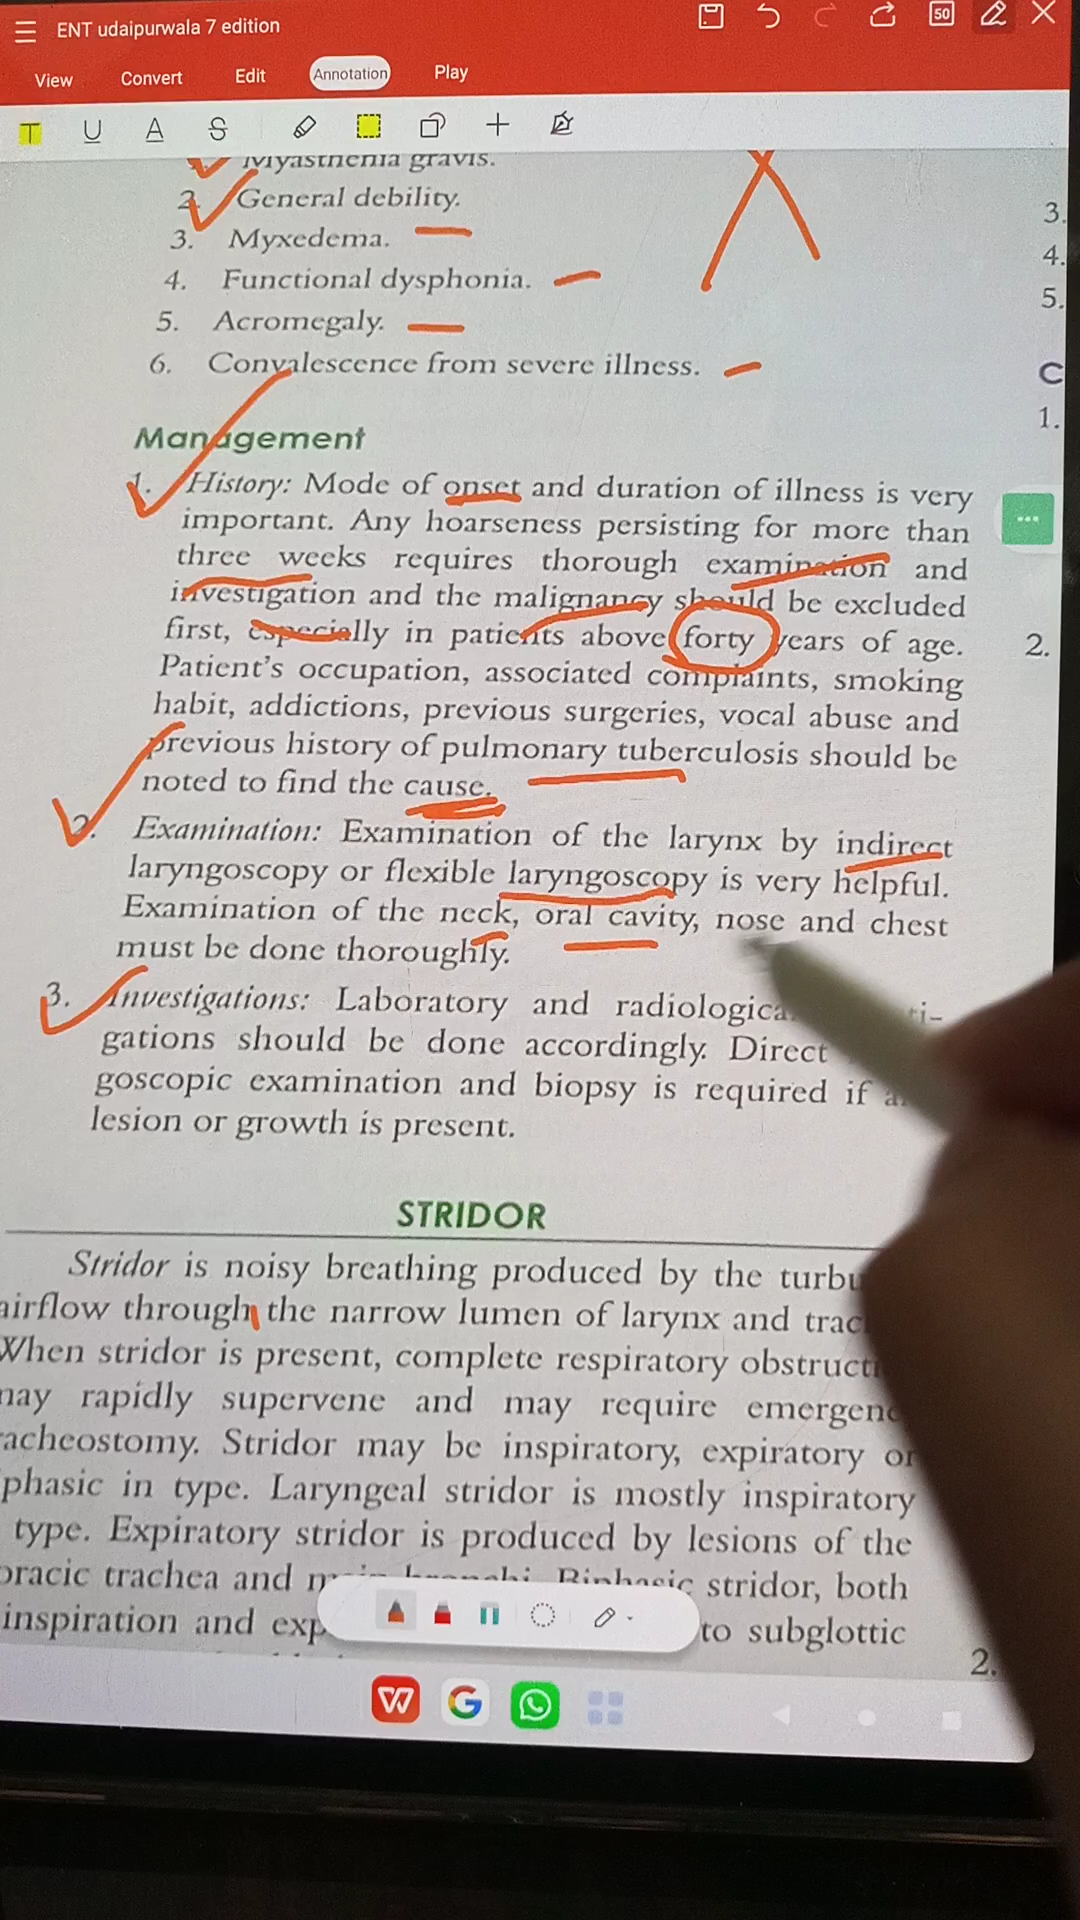 ENT udaipurwala 7 edition
50
View Convert Edit Annotation Play
T U A S
Myasthenia gravis.
2. General debility.
3. Myxedema.
4. Functional dysphonia.
5. Acromegaly.
6. Convalescence from severe illness.
Management
1. History: Mode of onset and duration of illness is very
important. Any hoarseness persisting for more than
three weeks requires thorough examination and
investigation and the malignancy should be excluded
first, especially in patients above forty years of age.
Patient's occupation, associated complaints, smoking
habit, addictions, previous surgeries, vocal abuse and
previous history of pulmonary tuberculosis should be
noted to find the cause.
2. Examination: Examination of the larynx by indirect
laryngoscopy or flexible laryngoscopy is very helpful.
Examination of the neck, oral cavity, nose and chest
must be done thoroughly.
3. Investigations: Laboratory and radiologica ti-
gations should be done accordingly. Direct
goscopic examination and biopsy is required if a
lesion or growth is present.
STRIDOR
Stridor is noisy breathing produced by the turbu
airflow through the narrow lumen of larynx and trac
When stridor is present, complete respiratory obstructi
may rapidly supervene and may require emergenc
racheostomy. Stridor may be inspiratory, expiratory or
phasic in type. Laryngeal stridor is mostly inspiratory
type. Expiratory stridor is produced by lesions of the
oracic trachea and main bronchi. Biphasic stridor, both
inspiration and exp to subglottic
3.
4.
5.
C
1.
2.
2.